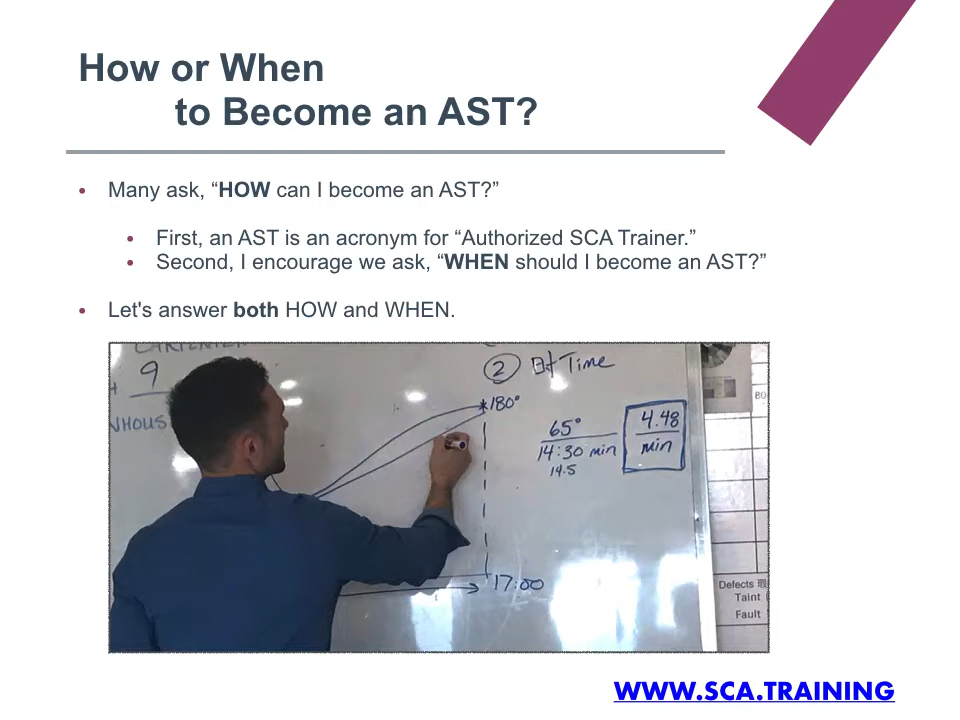 How or When
to Become an AST?
• Many ask, “HOW can I become an AST?”
• First, an AST is an acronym for “Authorized SCA Trainer.”
• Second, I encourage we ask, “WHEN should I become an AST?”
• Let's answer both HOW and WHEN.
9
② Time
180°
65°
14:30 min
14.5
4.48
min
17:00
BO
Defects 瑕
Taint
Fault
WWW.SCA.TRAINING